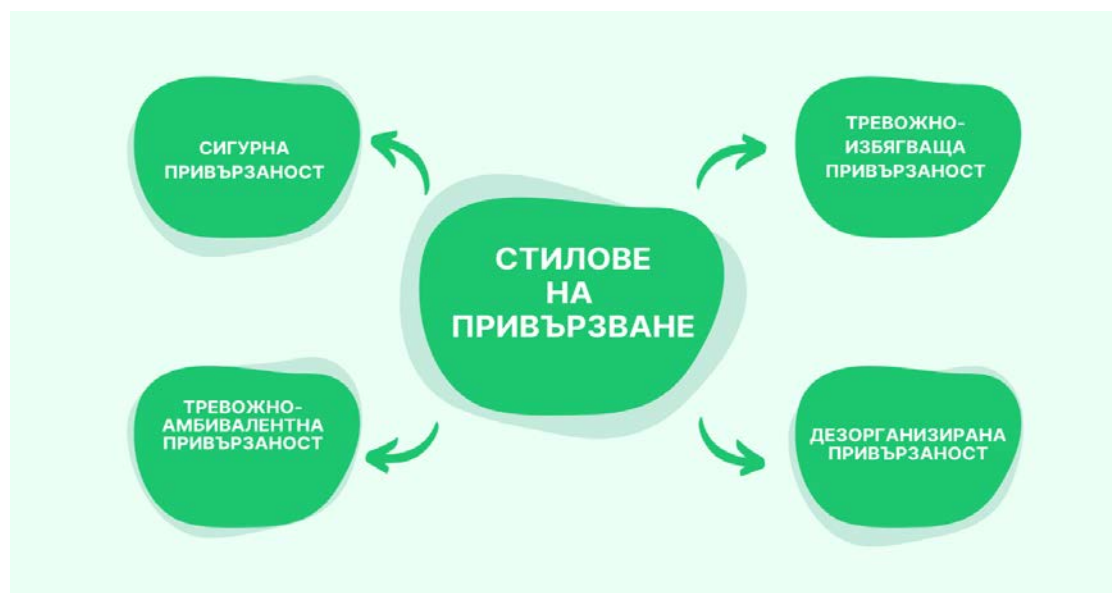 СИГУРНА
ПРИВЪРЗАНОСТ
ТРЕВОЖНО-
ИЗБЯГВАЩА
ПРИВЪРЗАНОСТ
СТИЛОВЕ
НА
ПРИВЪРЗВАНЕ
ТРЕВОЖНО-
АМБИВАЛЕНТНА
ПРИВЪРЗАНОСТ
ДЕЗОРГАНИЗИРАНА
ПРИВЪРЗАНОСТ